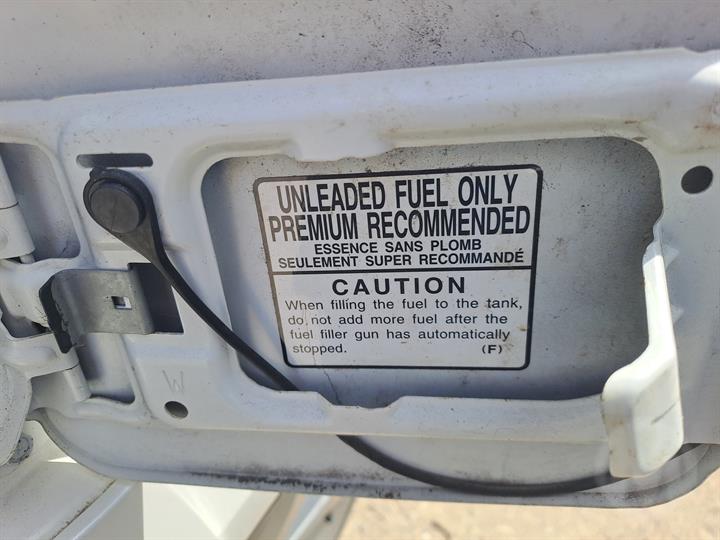 UNLEADED FUEL ONLY
PREMIUM RECOMMENDED
ESSENCE SANS PLOMB
SEULEMENT SUPER RECOMMANDÉ
CAUTION
When filling the fuel to the tank,
do not add more fuel after the
fuel filler gun has automatically
stopped. (F)
W